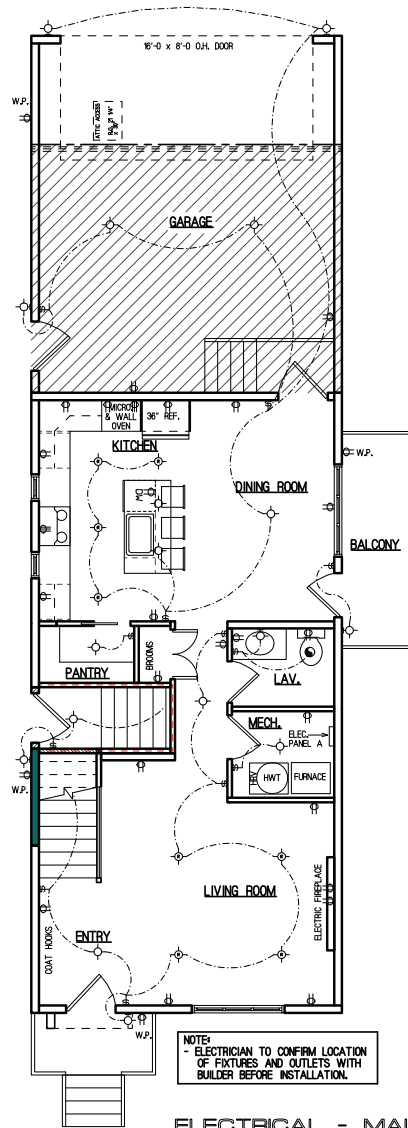 16'-0 x 8'-0 O.H. DOOR
W.P.
ATTIC ACCESS
GARAGE
MICRO
& WALL
OVEN
36" REF.
KITCHEN
DINING ROOM
W.P.
DW
BALCONY
PANTRY
BROOMS
LAV.
MECH.
ELEC.
PANEL A
HRV
HWT
FURNACE
W.P.
LIVING ROOM
ELECTRIC FIREPLACE
ENTRY
COAT HOOKS
W.P.
NOTE:
- ELECTRICIAN TO CONFIRM LOCATION
OF FIXTURES AND OUTLETS WITH
BUILDER BEFORE INSTALLATION.
ELECTRICAL - MAI